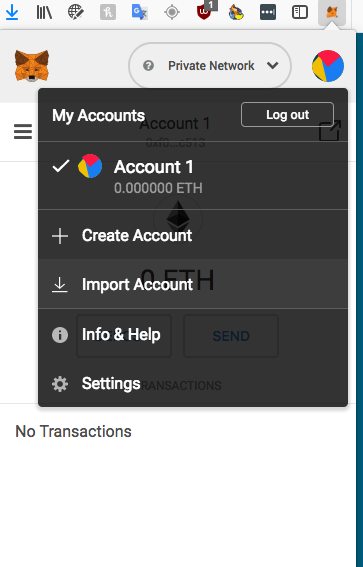 1
Private Network
My Accounts
Log out
Account 1
Account 1
0.000000 ETH
Create Account
0 ETH
Import Account
Info & Help
SEND
Settings
TRANSACTIONS
No Transactions